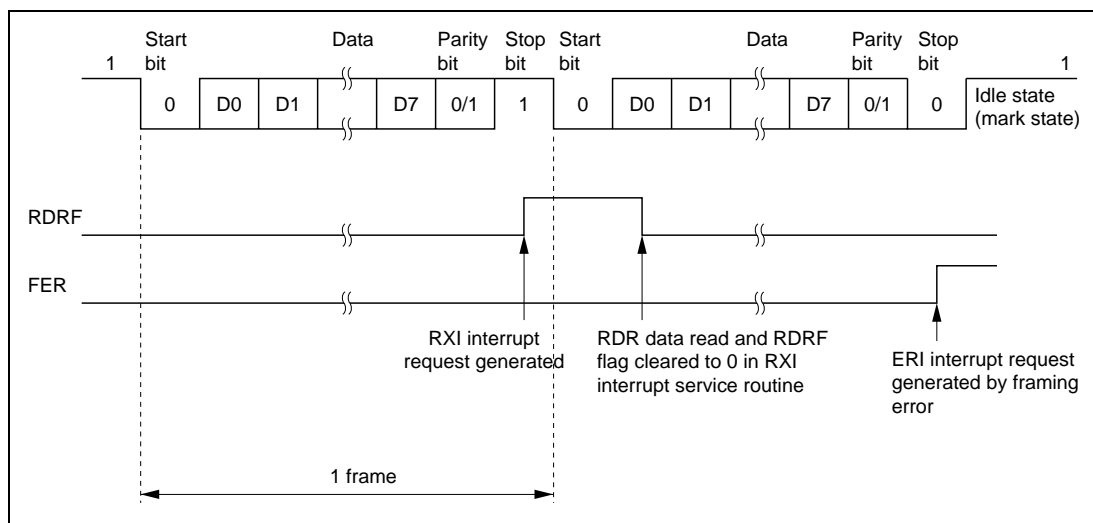 Start Data Parity Stop Start Data Parity Stop
1 bit bit bit bit bit bit 1
0 D0 D1 D7 0/1 1 0 D0 D1 D7 0/1 0 Idle state
(mark state)
RDRF
FER
RXI interrupt
request generated
RDR data read and RDRF
flag cleared to 0 in RXI
interrupt service routine
ERI interrupt request
generated by framing
error
1 frame